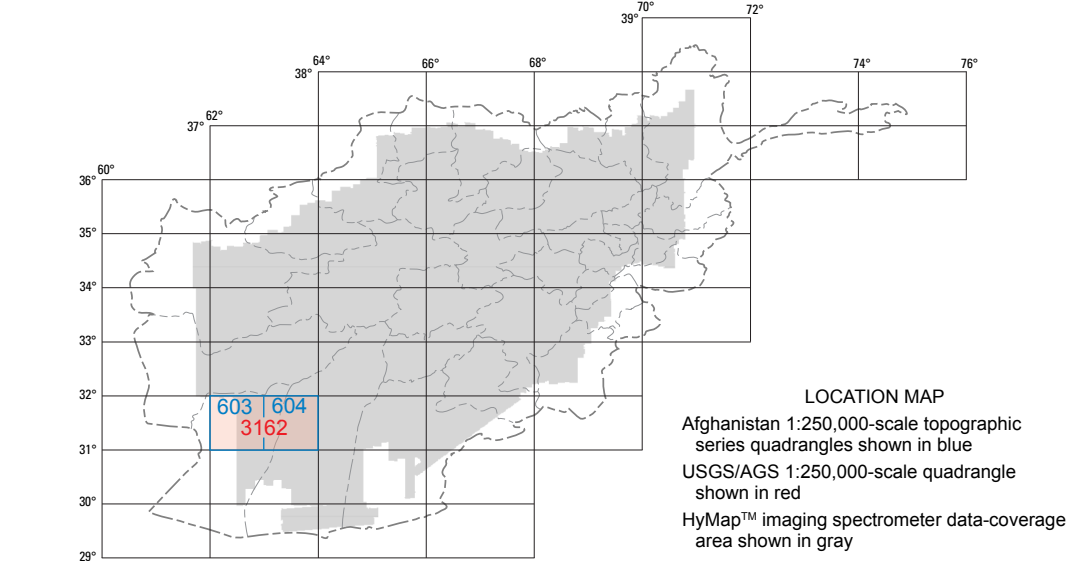 70° 72°
39°
64° 66° 68° 74° 76°
38°
62°
37°
60°
36°
35°
34°
33°
32°
603 604
3162
31°
30°
29°
LOCATION MAP
Afghanistan 1:250,000-scale topographic
series quadrangles shown in blue
USGS/AGS 1:250,000-scale quadrangle
shown in red
HyMap™ imaging spectrometer data-coverage
area shown in gray